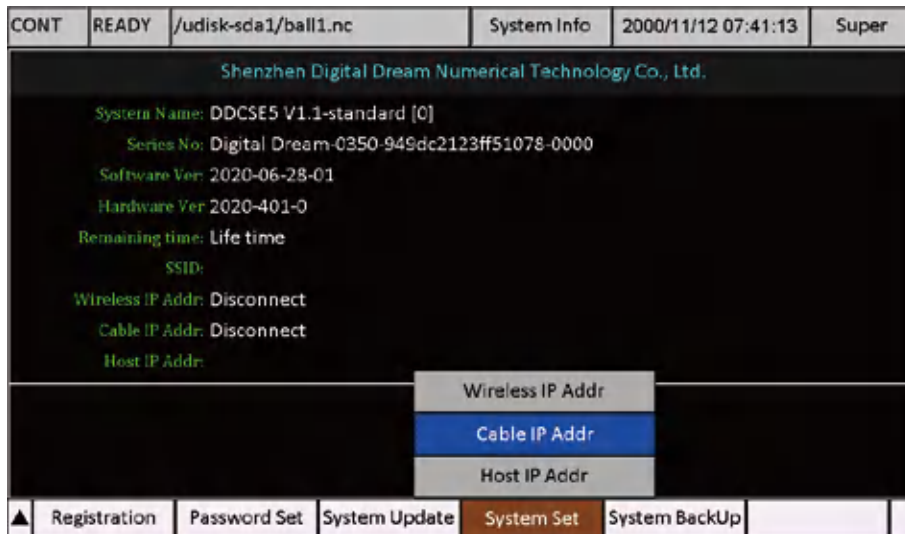 CONT READY /udisk-sda1/ball1.nc System Info 2000/11/12 07:41:13 Super
Shenzhen Digital Dream Numerical Technology Co., Ltd.
System Name: DDCSE5 V1.1-standard [0]
Series No: Digital Dream-0350-949dc2123ff51078-0000
Software Ver: 2020-06-28-01
Hardware Ver 2020-401-0
Remaining time: Life time
SSID:
Wireless IP Addr: Disconnect
Cable IP Addr: Disconnect
Host IP Addr:
Wireless IP Addr
Cable IP Addr
Host IP Addr
▲ Registration Password Set System Update System Set System BackUp